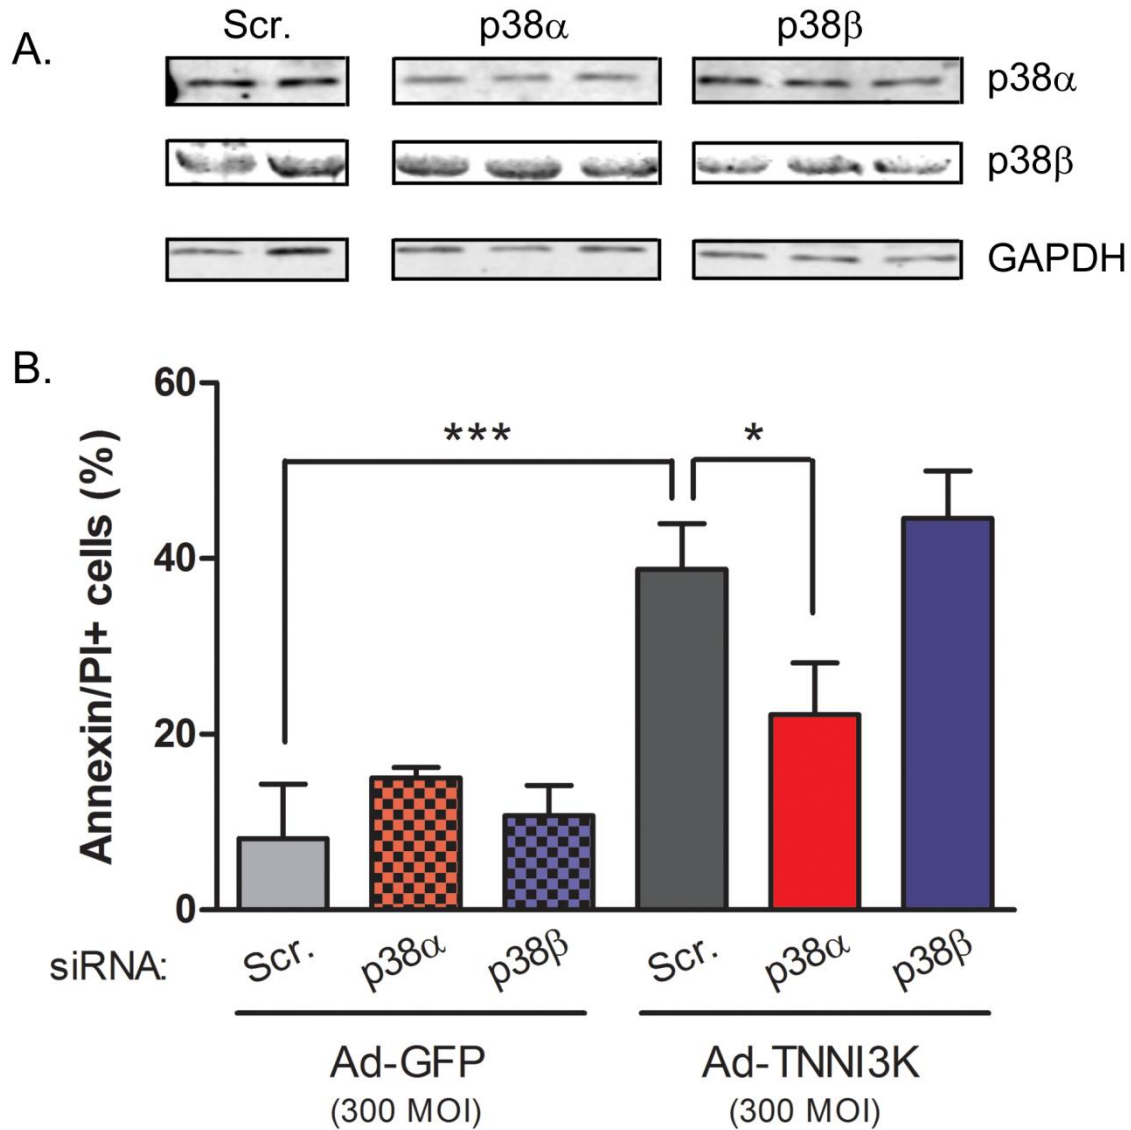 A.
Scr. p38α p38β
p38α
p38β
GAPDH
B.
Annexin/PI+ cells (%)
60
40
20
0
*** *
siRNA: Scr. p38α p38β Scr. p38α p38β
Ad-GFP Ad-TNNI3K
(300 MOI) (300 MOI)